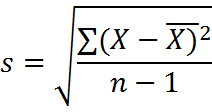 s = √(∑(X − X̅)² / (n − 1))